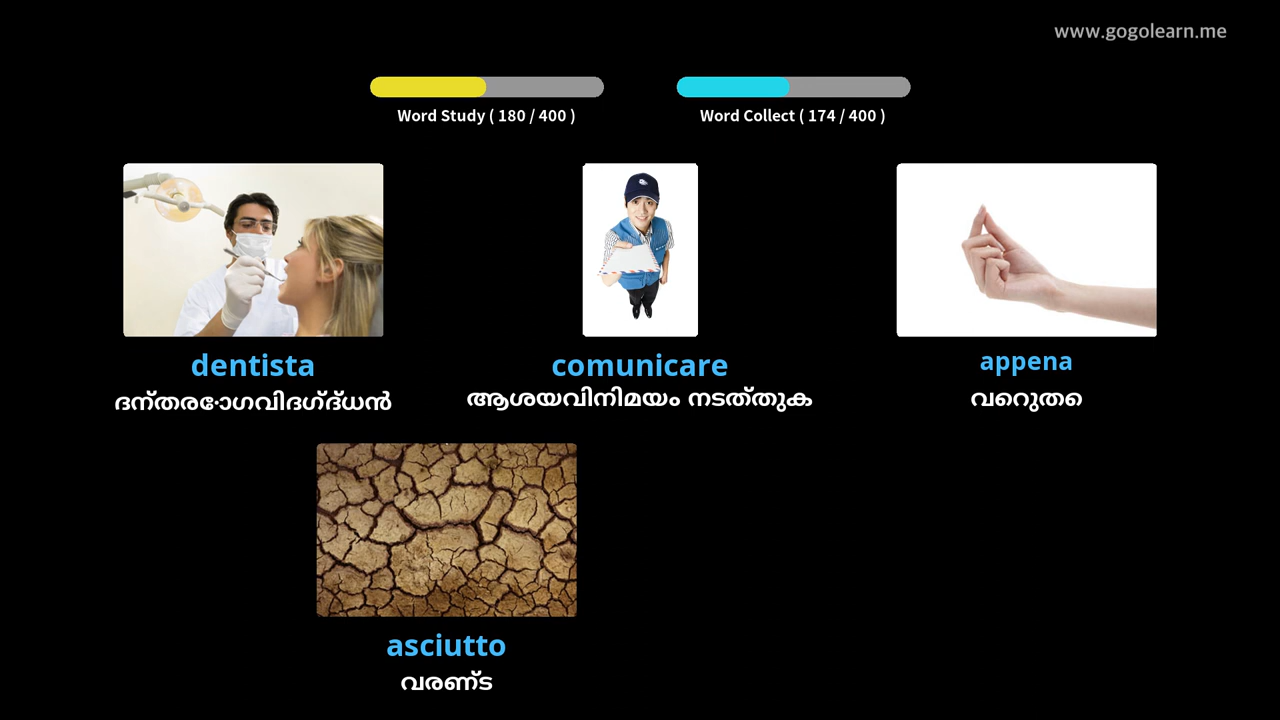 www.gogolearn.me
Word Study ( 180 / 400 )
Word Collect ( 174 / 400 )
dentista
ദന്തരോഗവിദഗ്ദ്ധൻ
comunicare
ആശയവിനിമയം നടത്തുക
appena
വെറുതെ
asciutto
വരണ്ട